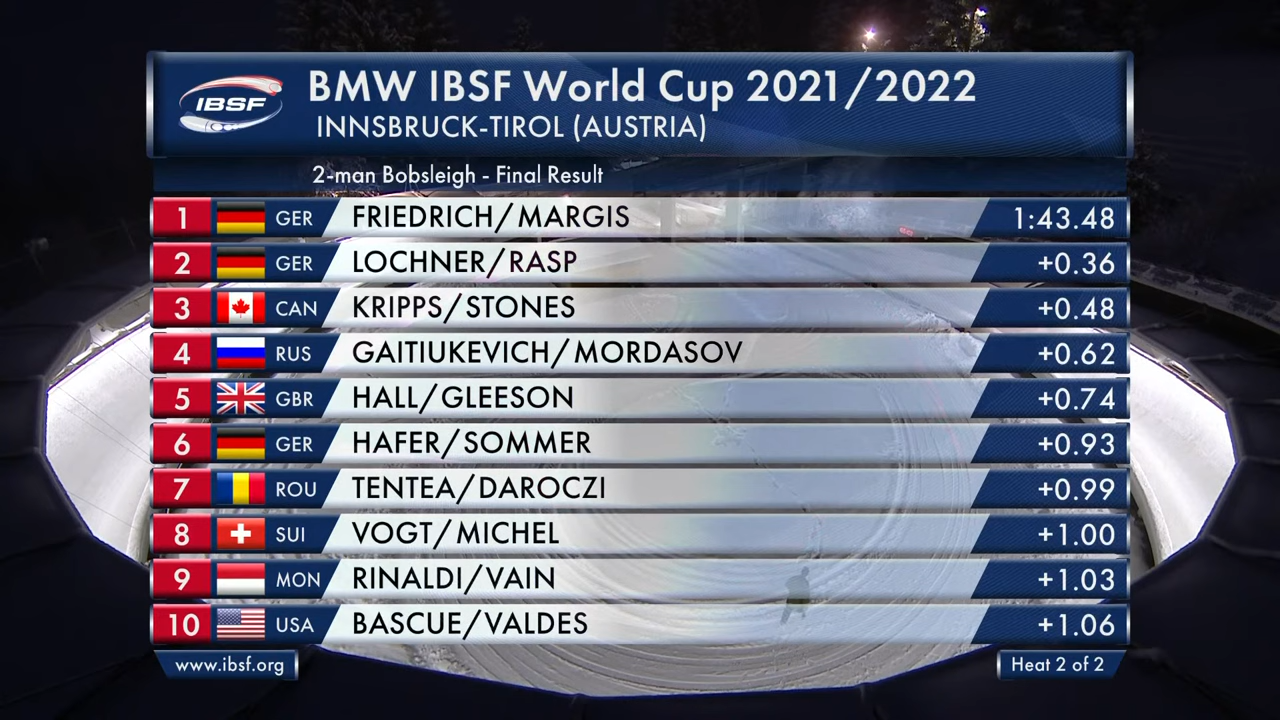 IBSF
BMW IBSF World Cup 2021/2022
INNSBRUCK-TIROL (AUSTRIA)
2-man Bobsleigh - Final Result
1 GER FRIEDRICH/MARGIS 1:43.48
2 GER LOCHNER/RASP +0.36
3 CAN KRIPPS/STONES +0.48
4 RUS GAITIUKEVICH/MORDASOV +0.62
5 GBR HALL/GLEESON +0.74
6 GER HAFER/SOMMER +0.93
7 ROU TENTEA/DAROCZI +0.99
8 SUI VOGT/MICHEL +1.00
9 MON RINALDI/VAIN +1.03
10 USA BASCUE/VALDES +1.06
www.ibsf.org Heat 2 of 2